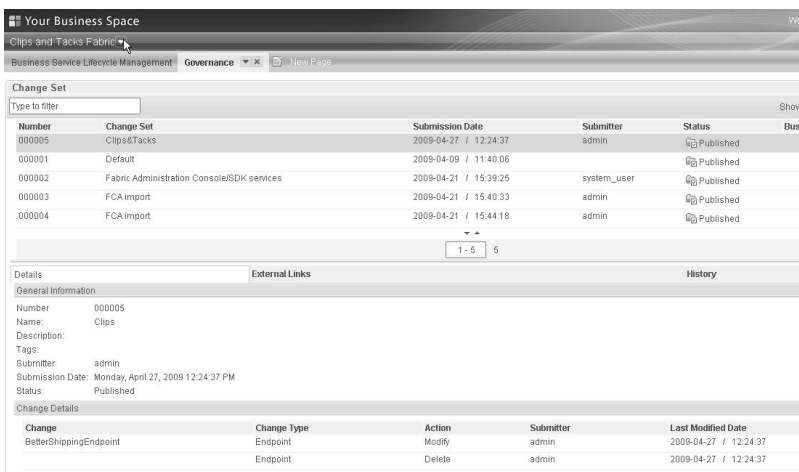 Your Business Space
We
Clips and Tacks Fabric
Business Service Lifecycle Management Governance New Page
Change Set
Type to filter
Show
Number Change Set Submission Date Submitter Status Bus
000005 Clips&Tacks 2009-04-27 / 12:24:37 admin Published
000001 Default 2009-04-09 / 11:40:06 Published
000002 Fabric Administration Console/SDK services 2009-04-21 / 15:39:25 system_user Published
000003 FCA import 2009-04-21 / 15:40:33 admin Published
000004 FCA import 2009-04-21 / 15:44:18 admin Published
1 - 5 5
Details External Links History
General Information
Number 000005
Name: Clips
Description:
Tags:
Submitter: admin
Submission Date: Monday, April 27, 2009 12:24:37 PM
Status: Published
Change Details
Change Change Type Action Submitter Last Modified Date
BetterShippingEndpoint Endpoint Modify admin 2009-04-27 / 12:24:37
Endpoint Delete admin 2009-04-27 / 12:24:37